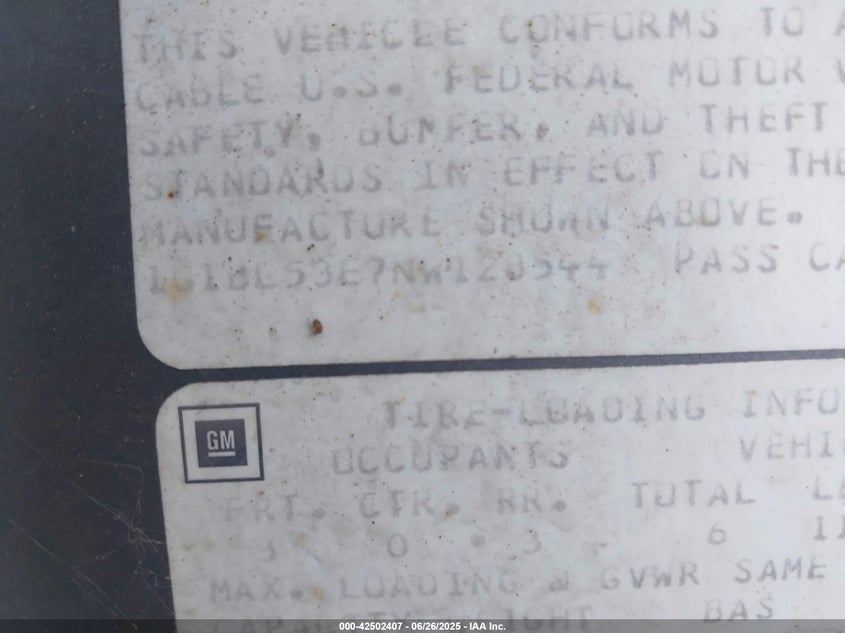 THIS VEHICLE CONFORMS TO A
CABLE U.S. FEDERAL MOTOR V
SAFETY, BUMPER, AND THEFT
STANDARDS IN EFFECT ON THE
MANUFACTURE SHOWN ABOVE.
PASS CA
GM
TIRE-LOADING INFO
OCCUPANTS VEHI
FRT. CTR. RR. TOTAL
3 0 3 6
MAX. LOADING @ GVWR SAME
BAS
000-42502407 - 06/26/2025 - IAA Inc.